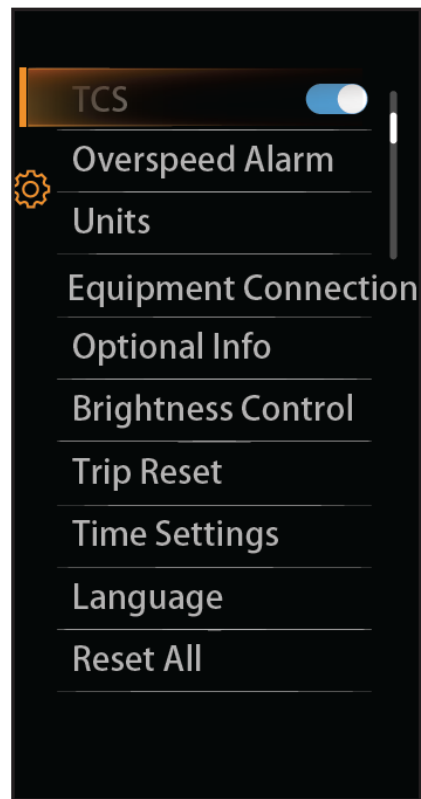 TCS
Overspeed Alarm
Units
Equipment Connection
Optional Info
Brightness Control
Trip Reset
Time Settings
Language
Reset All